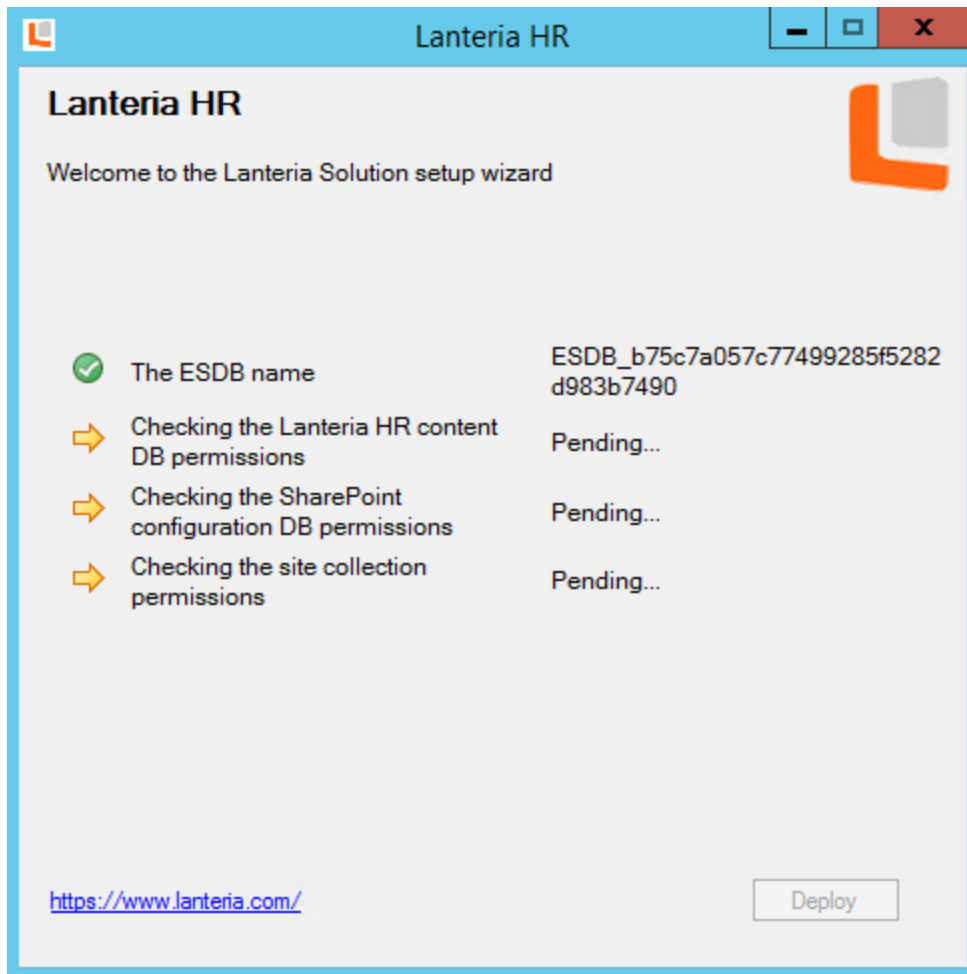 Lanteria HR
X
Lanteria HR
Welcome to the Lanteria Solution setup wizard
The ESDB name
ESDB_b75c7a057c77499285f5282
d983b7490
Checking the Lanteria HR content
DB permissions
Pending...
Checking the SharePoint
configuration DB permissions
Pending...
Checking the site collection
permissions
Pending...
https://www.lanteria.com/
Deploy